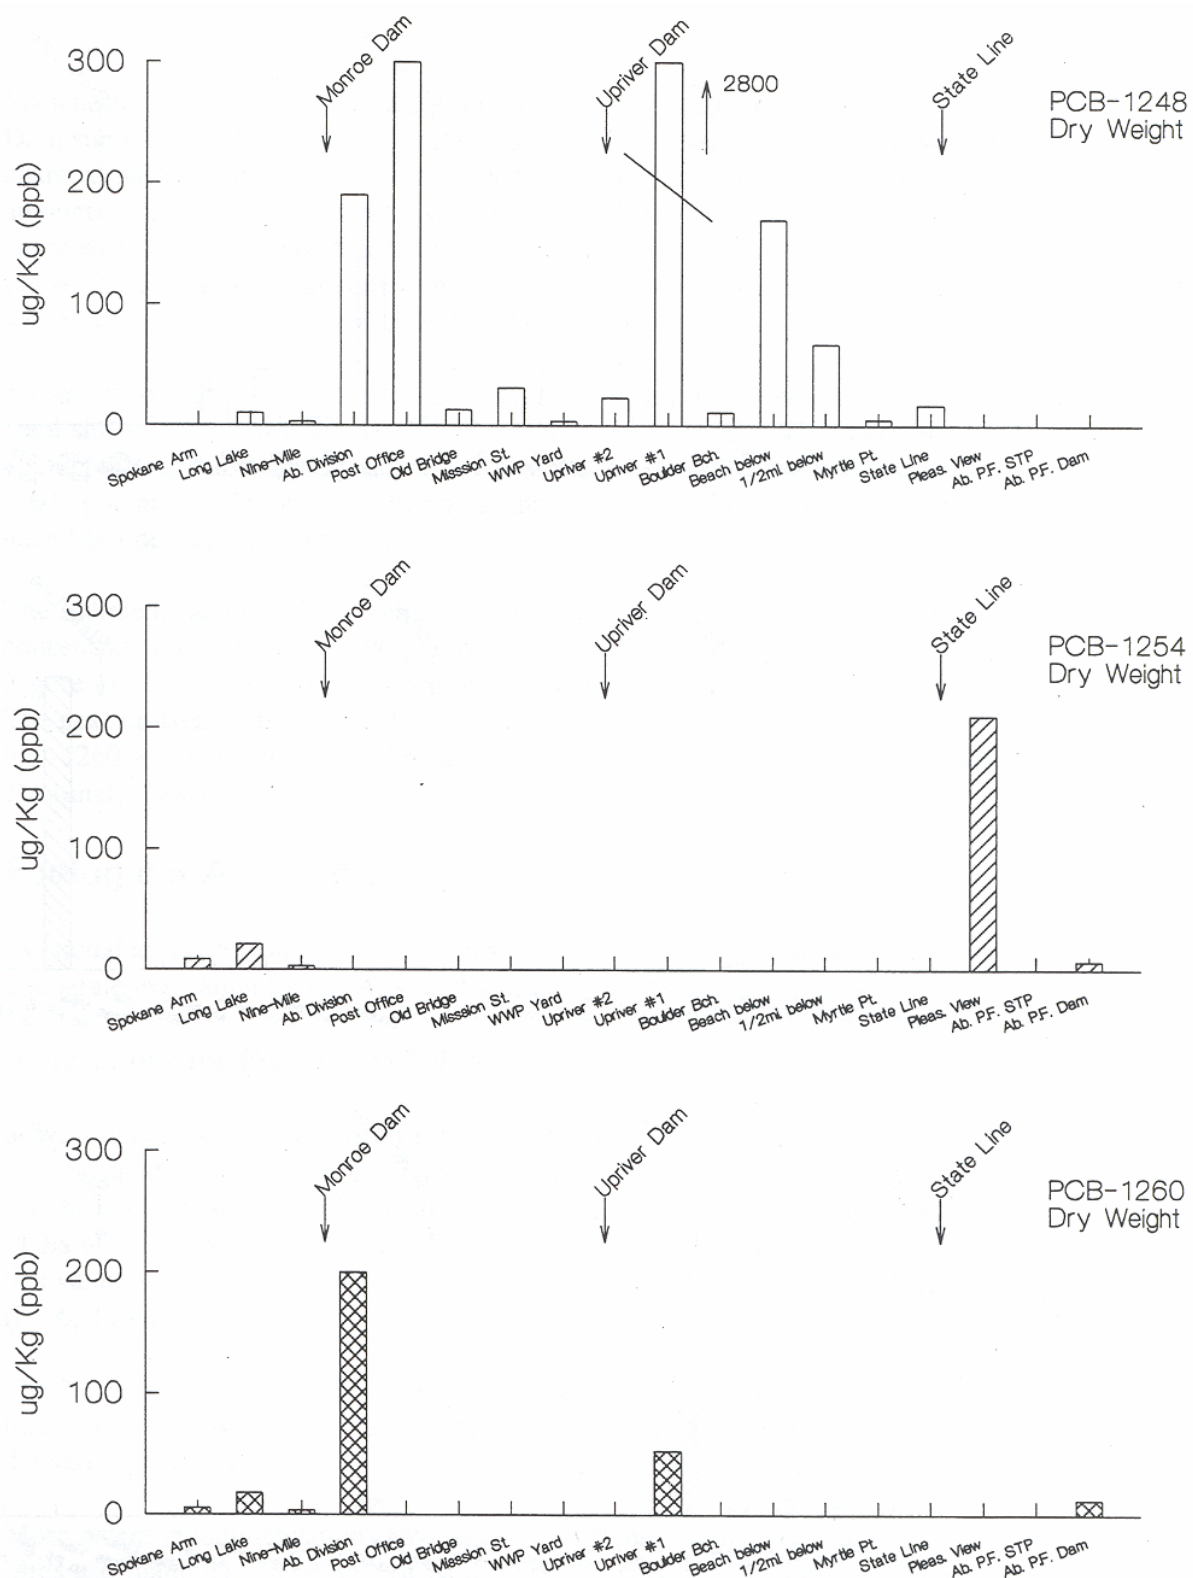 Monroe Dam
Upriver Dam
State Line
2800
PCB-1248
Dry Weight
ug/Kg (ppb)
300
200
100
0
Spokane Arm
Long Lake
Nine-Mile
Ab. Division
Post Office
Old Bridge
Misssion St.
WWP Yard
Upriver #2
Upriver #1
Boulder Bch.
Beach below
1/2mi. below
Myrtle Pt.
State Line
Pleas. View
Ab. P.F. STP
Ab. P.F. Dam
Monroe Dam
Upriver Dam
State Line
PCB-1254
Dry Weight
ug/Kg (ppb)
300
200
100
0
Spokane Arm
Long Lake
Nine-Mile
Ab. Division
Post Office
Old Bridge
Misssion St.
WWP Yard
Upriver #2
Upriver #1
Boulder Bch.
Beach below
1/2mi. below
Myrtle Pt.
State Line
Pleas. View
Ab. P.F. STP
Ab. P.F. Dam
Monroe Dam
Upriver Dam
State Line
PCB-1260
Dry Weight
ug/Kg (ppb)
300
200
100
0
Spokane Arm
Long Lake
Nine-Mile
Ab. Division
Post Office
Old Bridge
Misssion St.
WWP Yard
Upriver #2
Upriver #1
Boulder Bch.
Beach below
1/2mi. below
Myrtle Pt.
State Line
Pleas. View
Ab. P.F. STP
Ab. P.F. Dam